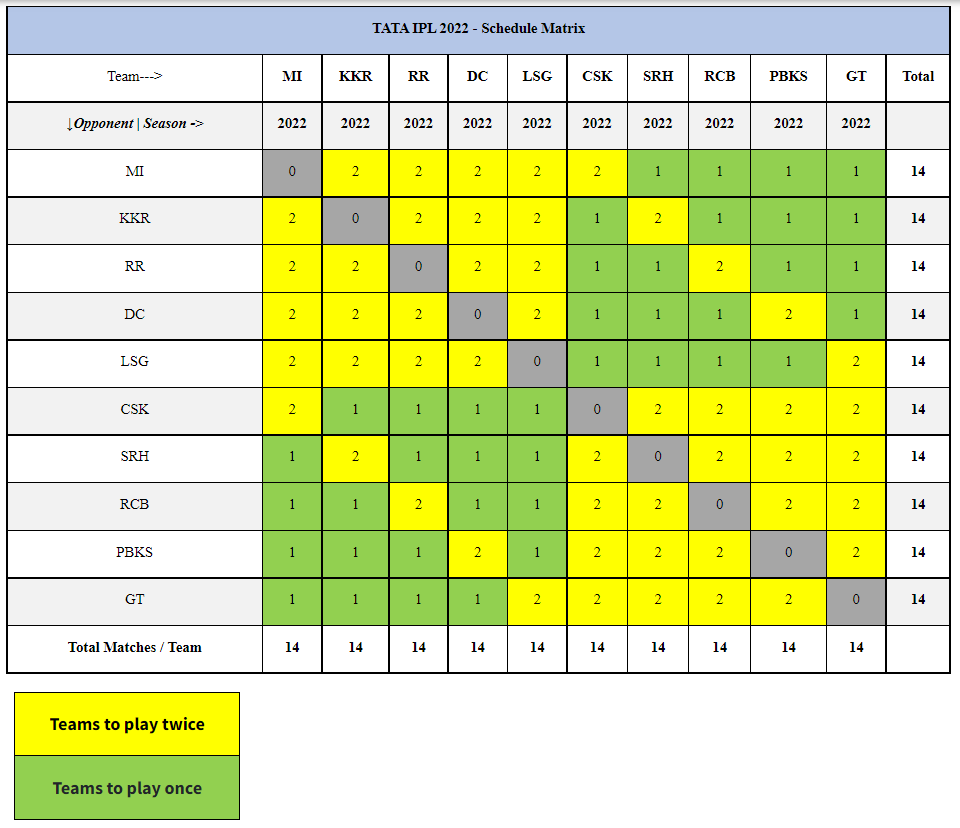 TATA IPL 2022 - Schedule Matrix
Team---> MI KKR RR DC LSG CSK SRH RCB PBKS GT Total
↓Opponent | Season -> 2022 2022 2022 2022 2022 2022 2022 2022 2022 2022
MI 0 2 2 2 2 2 1 1 1 1 14
KKR 2 0 2 2 2 1 2 1 1 1 14
RR 2 2 0 2 2 1 1 2 1 1 14
DC 2 2 2 0 2 1 1 1 2 1 14
LSG 2 2 2 2 0 1 1 1 1 2 14
CSK 2 1 1 1 1 0 2 2 2 2 14
SRH 1 2 1 1 1 2 0 2 2 2 14
RCB 1 1 2 1 1 2 2 0 2 2 14
PBKS 1 1 1 2 1 2 2 2 0 2 14
GT 1 1 1 1 2 2 2 2 2 0 14
Total Matches / Team 14 14 14 14 14 14 14 14 14 14
Teams to play twice
Teams to play once